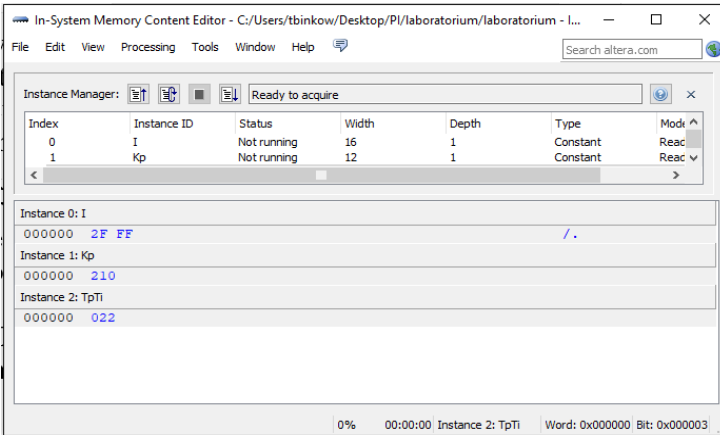 In-System Memory Content Editor - C:/Users/tbinkow/Desktop/PI/laboratorium/laboratorium - I...
File Edit View Processing Tools Window Help
Search altera.com
Instance Manager: Ready to acquire
Index Instance ID Status Width Depth Type Mode
0 I Not running 16 1 Constant Reac
1 Kp Not running 12 1 Constant Reac
Instance 0: I
000000 2F FF /.
Instance 1: Kp
000000 210
Instance 2: TpTi
000000 022
0% 00:00:00 Instance 2: TpTi Word: 0x000000 Bit: 0x000003